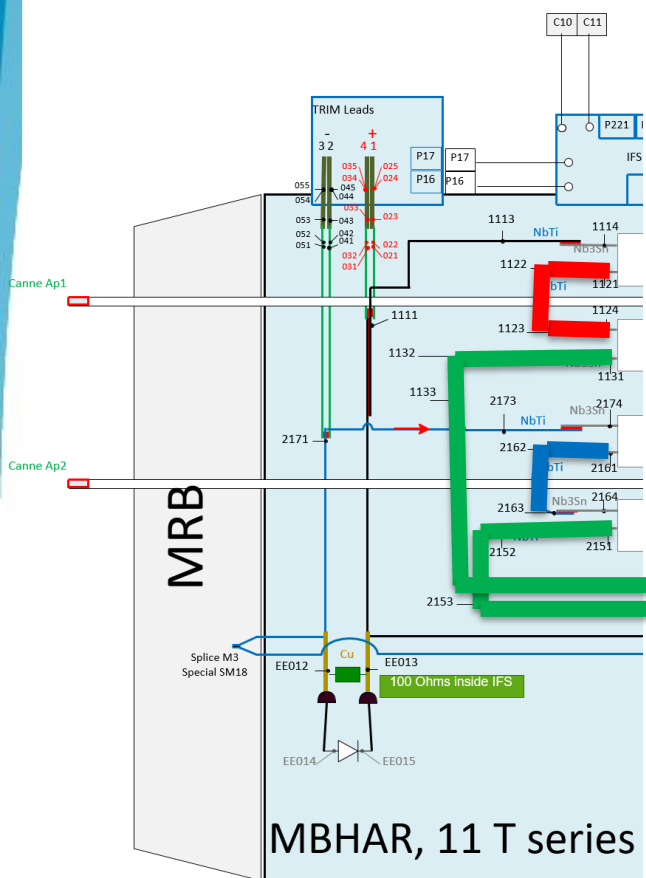 C10 C11
TRIM Leads
- +
3 2 4 1
P221
IFS
P17 P17
P16 P16
035 025
034 024
055 045
054 044
033
023
053 043
052 042
051 041
032 022
031 021
1113 1114
NbTi
Nb3Sn
1122
bTi 1121
Canne Ap1
1124
1111
1123
1132
1131
1133
2173 2174
Nb3Sn
NbTi
2171
2162
bTi 2161
Canne Ap2
2164
Nb3Sn
2163
MRB
2152 2151
2153
Splice M3
Special SM18
Cu
EE012 EE013
100 Ohms inside IFS
EE014 EE015
MBHAR, 11 T series